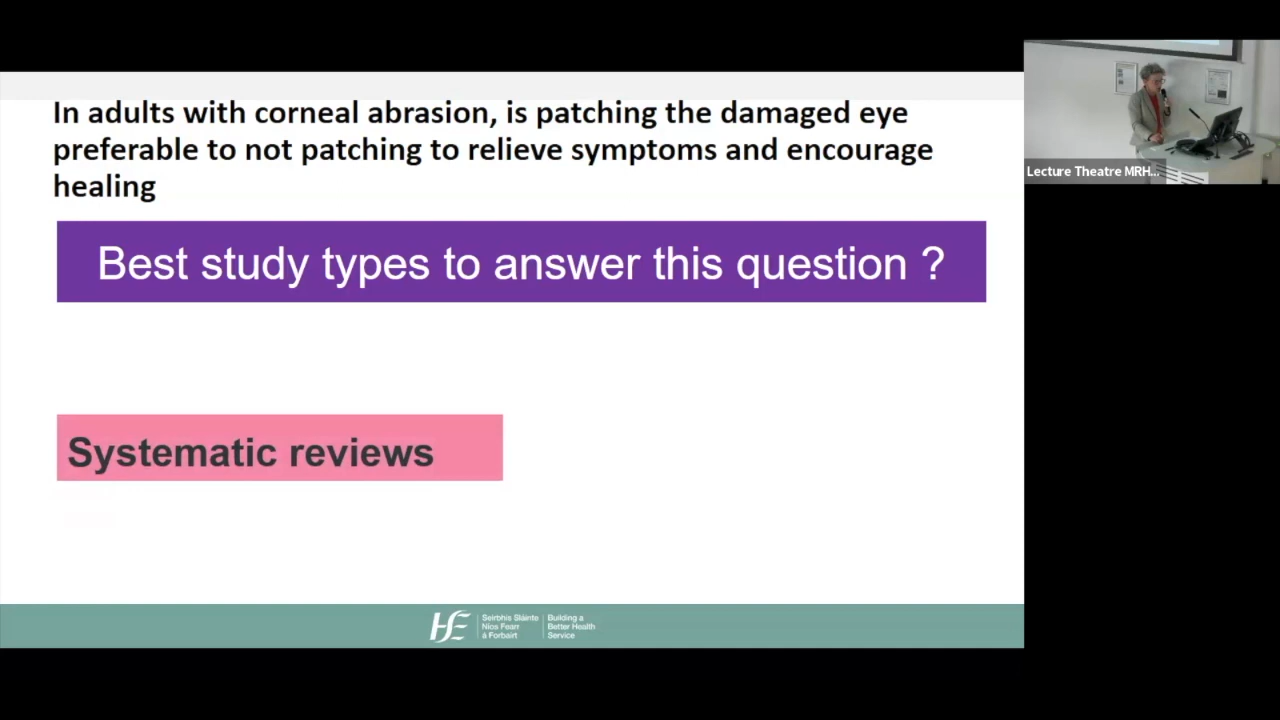 In adults with corneal abrasion, is patching the damaged eye
preferable to not patching to relieve symptoms and encourage
healing
Best study types to answer this question ?
Systematic reviews
Lecture Theatre MRH...
HSE
Seirbhís Sláinte
Níos Fearr
á Forbairt
Building a
Better Health
Service